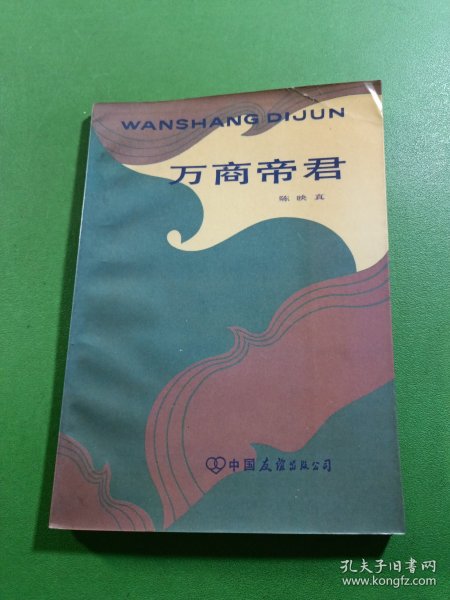 WANSHANG DIJUN
万商帝君
陈映真
中国友谊出版公司
孔夫子旧书网
www.kongfz.com